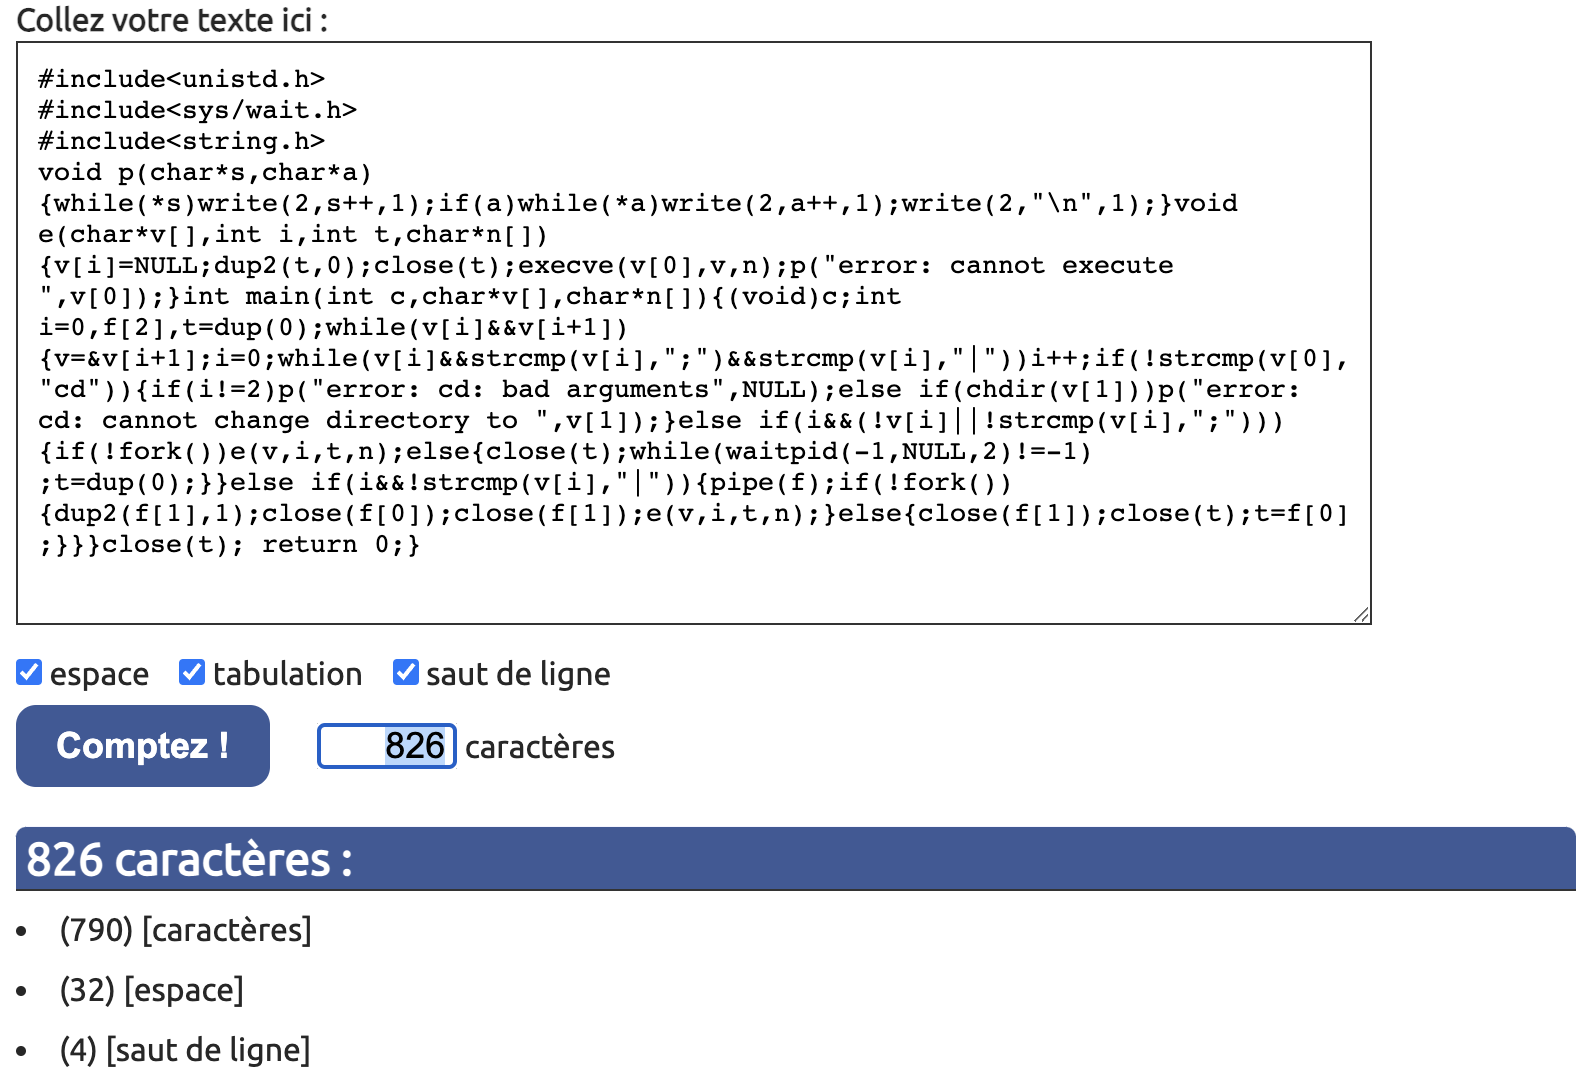 Collez votre texte ici :
#include<unistd.h>
#include<sys/wait.h>
#include<string.h>
void p(char*s,char*a)
{while(*s)write(2,s++,1);if(a)while(*a)write(2,a++,1);write(2,"\n",1);}void
e(char*v[],int i,int t,char*n[])
{v[i]=NULL;dup2(t,0);close(t);execve(v[0],v,n);p("error: cannot execute
",v[0]);}int main(int c,char*v[],char*n[]){(void)c;int
i=0,f[2],t=dup(0);while(v[i]&&v[i+1])
{v=&v[i+1];i=0;while(v[i]&&strcmp(v[i],";")&&strcmp(v[i],"|"))i++;if(!strcmp(v[0],
"cd")){if(i!=2)p("error: cd: bad arguments",NULL);else if(chdir(v[1]))p("error:
cd: cannot change directory to ",v[1]);}else if(i&&(!v[i]||!strcmp(v[i],";")))
{if(!fork())e(v,i,t,n);else{close(t);while(waitpid(-1,NULL,2)!=-1)
;t=dup(0);}}else if(i&&!strcmp(v[i],"|")){pipe(f);if(!fork())
{dup2(f[1],1);close(f[0]);close(f[1]);e(v,i,t,n);}else{close(f[1]);close(t);t=f[0]
;}}}close(t); return 0;}
espace tabulation saut de ligne
Comptez ! 826 caractères
826 caractères :
• (790) [caractères]
• (32) [espace]
• (4) [saut de ligne]